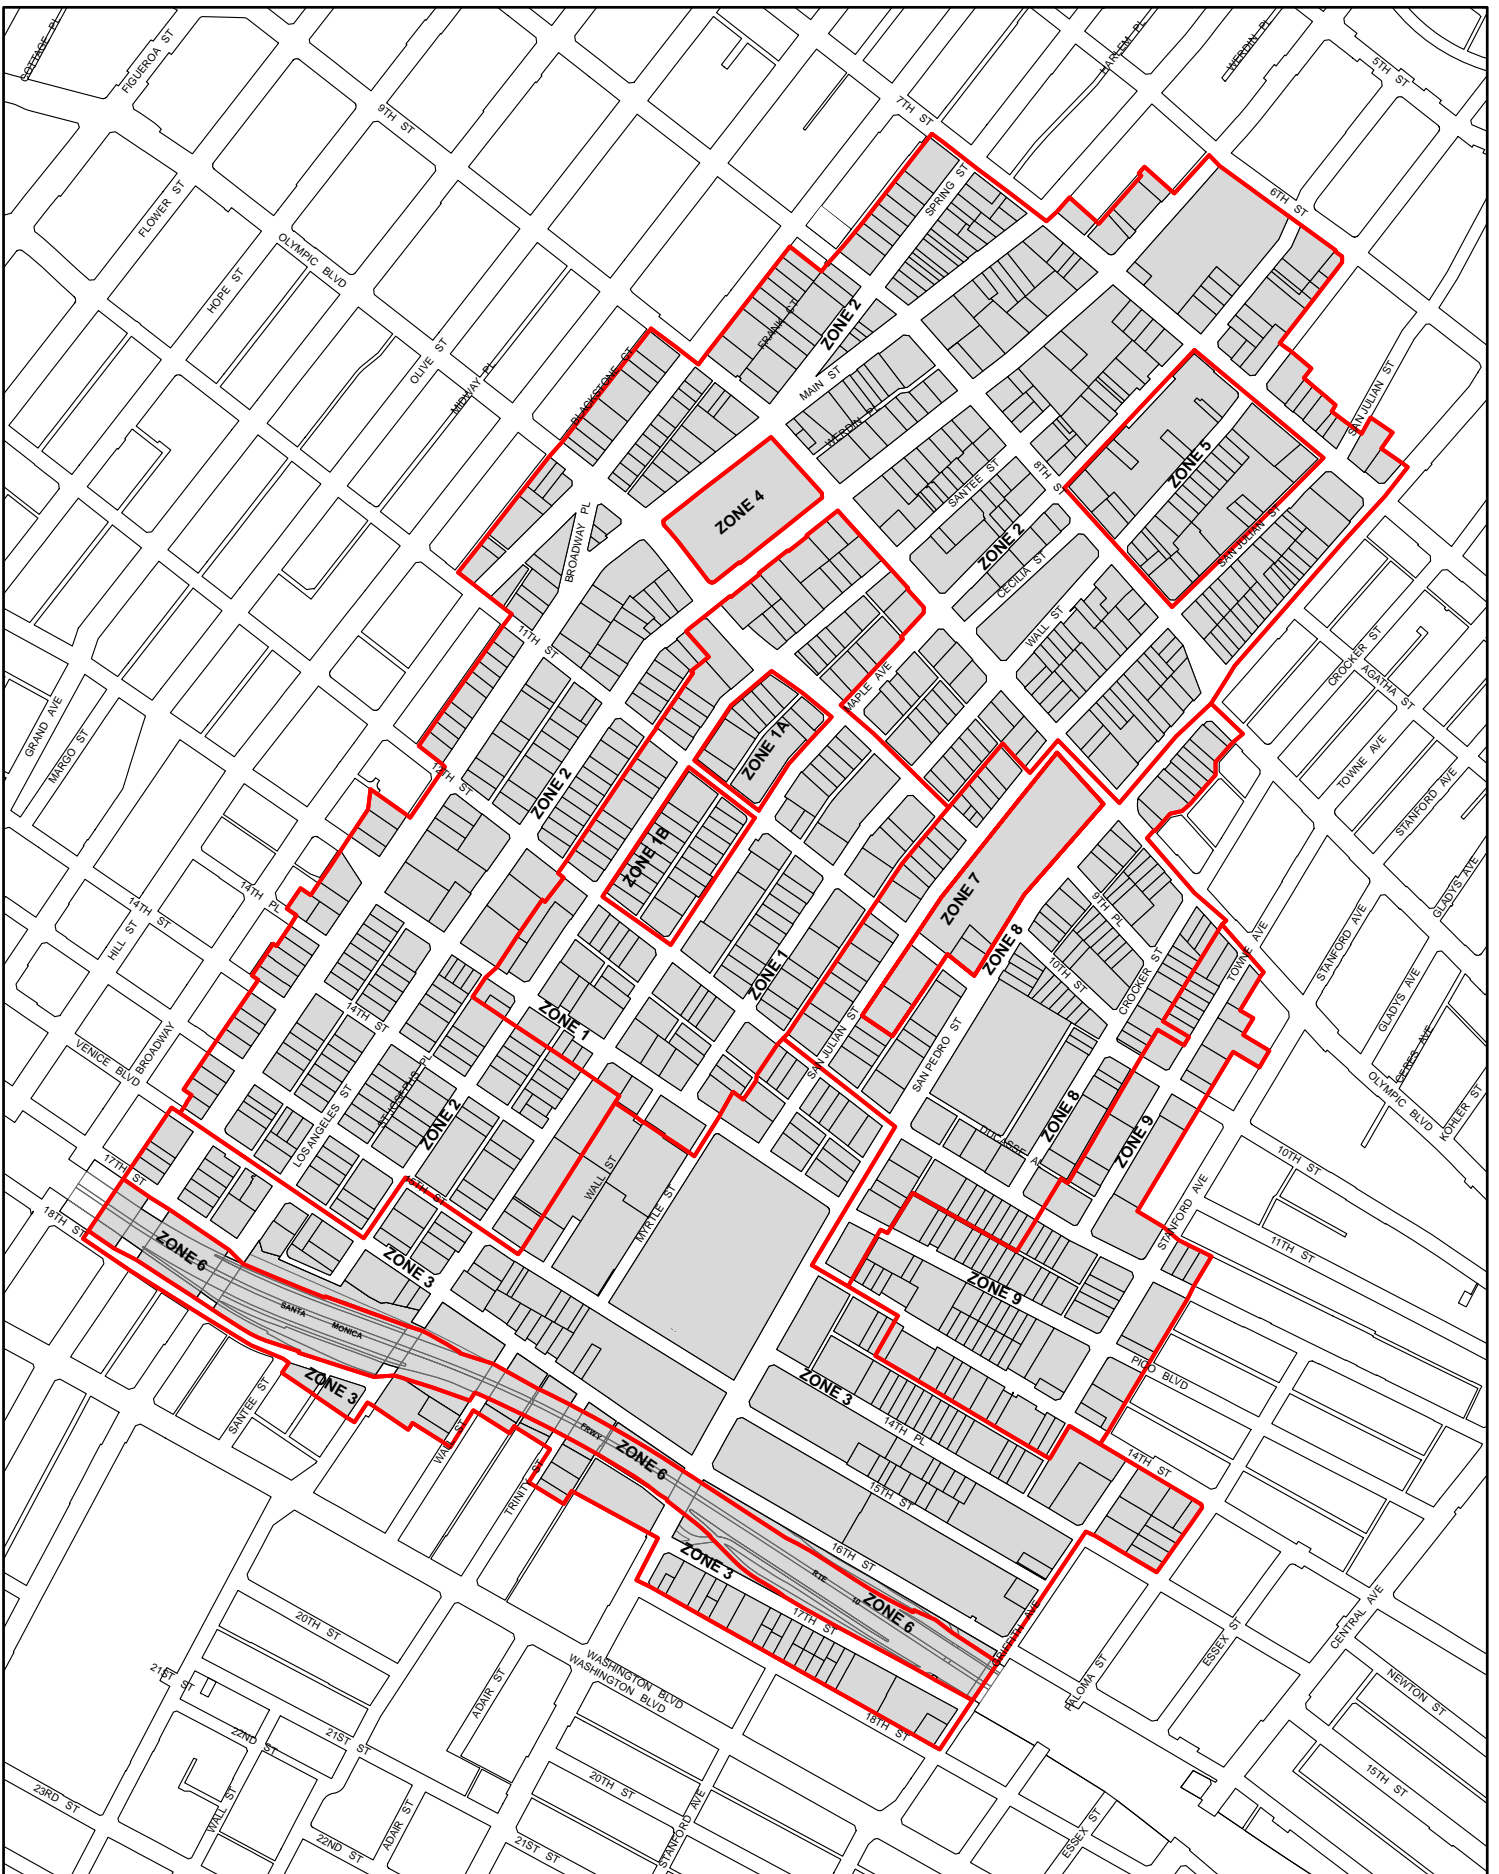 COTTAGE PL
FIGUEROA ST
9TH ST
7TH ST
HARLEM PL
WERDIN PL
5TH ST
FLOWER ST
SPRING ST
6TH ST
OLYMPIC BLVD
HOPE ST
FRANK CT
ZONE 2
OLIVE ST
MIDWAY PL
BLACKSTONE CT
MAIN ST
WERDIN PL
SAN JULIAN ST
ZONE 5
SANTEE ST
8TH ST
ZONE 4
BROADWAY PL
ZONE 2
CECILIA ST
SAN JULIAN ST
11TH ST
WALL ST
CROCKER ST
AGATHA ST
MAPLE AVE
GRAND AVE
MARGO ST
12TH ST
ZONE 2
ZONE 1A
TOWNE AVE
STANFORD AVE
ZONE 1B
14TH PL
14TH ST
HILL ST
ZONE 7
9TH PL
GLADYS AVE
ZONE 8
10TH ST
CROCKER ST
TOWNE AVE
STANFORD AVE
ZONE 1
ZONE 1
14TH ST
SAN JULIAN ST
SAN PEDRO ST
GLADYS AVE
CERES AVE
BROADWAY
VENICE BLVD
ST JOSEPHS PL
LOS ANGELES ST
ZONE 2
OLYMPIC BLVD
KOHLER ST
ZONE 8
ZONE 9
10TH ST
17TH ST
15TH ST
WALL ST
MYRTLE ST
18TH ST
ZONE 6
ZONE 3
STANFORD AVE
11TH ST
ZONE 9
SANTA
MONICA
ZONE 3
SANTEE ST
ZONE 3
PICO BLVD
14TH PL
FRWY
ZONE 6
14TH ST
TRINITY ST
15TH ST
16TH ST
ZONE 3
RTE
10
ZONE 6
17TH ST
GRIFFITH AVE
20TH ST
WASHINGTON BLVD
WASHINGTON BLVD
ESSEX ST
CENTRAL AVE
21ST ST
ADAIR ST
PALOMA ST
NEWTON ST
18TH ST
22ND ST
21ST ST
20TH ST
15TH ST
23RD ST
WALL ST
ADAIR ST
22ND ST
21ST ST
STANFORD AVE
ESSEX ST